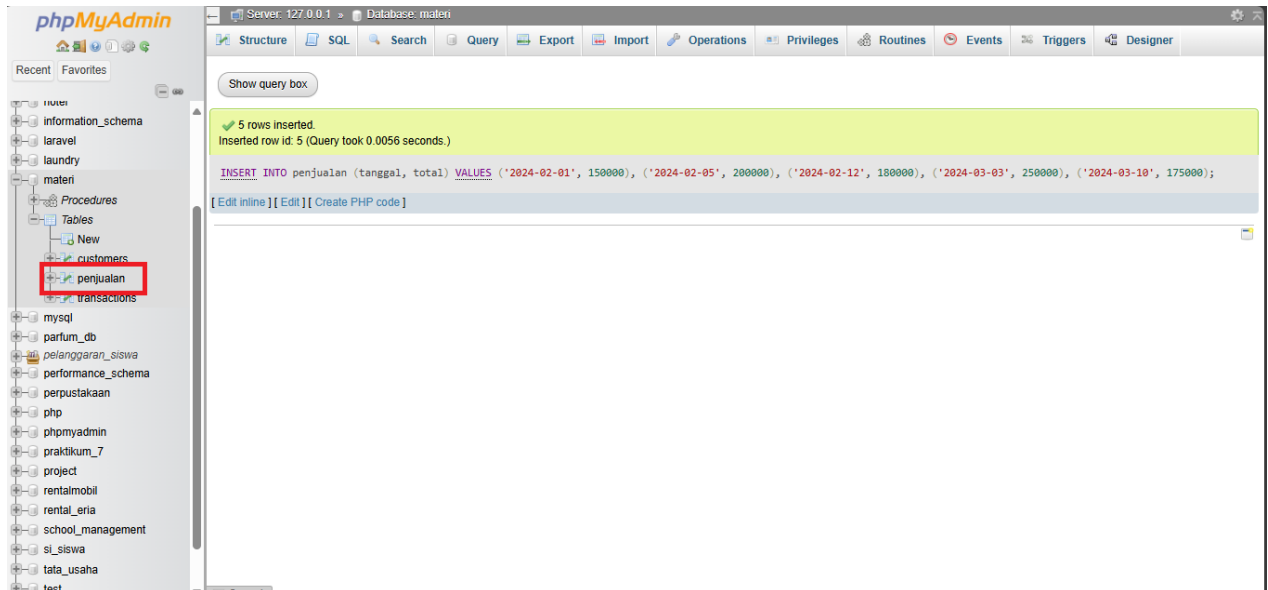 phpMyAdmin
Recent Favorites
hotel
information_schema
laravel
laundry
materi
Procedures
Tables
New
customers
penjualan
transactions
mysql
parfum_db
pelanggaran_siswa
performance_schema
perpustakaan
php
phpmyadmin
praktikum_7
project
rentalmobil
rental_eria
school_management
si_siswa
tata_usaha
test
Server: 127.0.0.1 » Database: materi
Structure SQL Search Query Export Import Operations Privileges Routines Events Triggers Designer
Show query box
5 rows inserted.
Inserted row id: 5 (Query took 0.0056 seconds.)
INSERT INTO penjualan (tanggal, total) VALUES ('2024-02-01', 150000), ('2024-02-05', 200000), ('2024-02-12', 180000), ('2024-03-03', 250000), ('2024-03-10', 175000);
[ Edit inline ] [ Edit ] [ Create PHP code ]